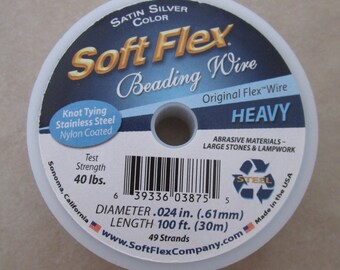 SATIN SILVER
COLOR
Soft Flex®
Beading Wire
Original Flex™ Wire
HEAVY
Knot Tying
Stainless Steel
Nylon Coated
ABRASIVE MATERIALS –
LARGE STONES & LAMPWORK
Test
Strength
40 lbs.
STEEL
6 39336 03875 5
DIAMETER .024 in. (.61mm)
LENGTH 100 ft. (30m)
49 Strands
Sonoma, California
Made in the USA
www.SoftFlexCompany.com